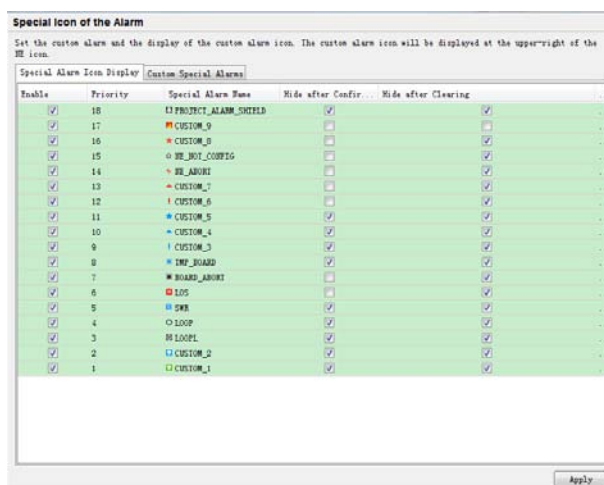 Special Icon of the Alarm
Set the custom alarm and the display of the custom alarm icon. The custom alarm icon will be displayed at the upper-right of the
NE icon.
Special Alarm Icon Display Custom Special Alarms
Enable Priority Special Alarm Name Hide after Confir... Hide after Clearing
18 PROJECT_ALARM_SHIELD
17 CUSTOM_9
16 CUSTOM_8
15 NE_NOT_CONFIG
14 NE_ABORT
13 CUSTOM_7
12 CUSTOM_6
11 CUSTOM_5
10 CUSTOM_4
9 CUSTOM_3
8 TMP_BOARD
7 BOARD_ABORT
6 LOS
5 SWR
4 LOOP
3 LOOPL
2 CUSTOM_2
1 CUSTOM_1
Apply